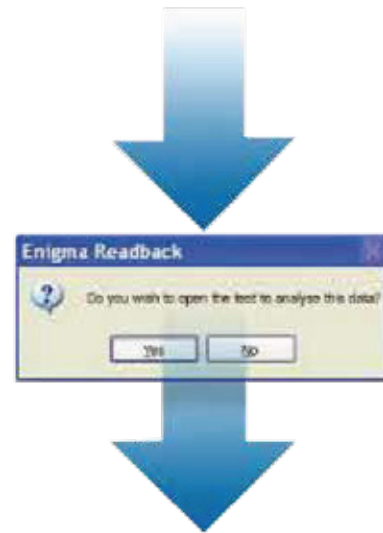 Enigma Readback
Do you wish to open the test to analyse this data?
Yes
No